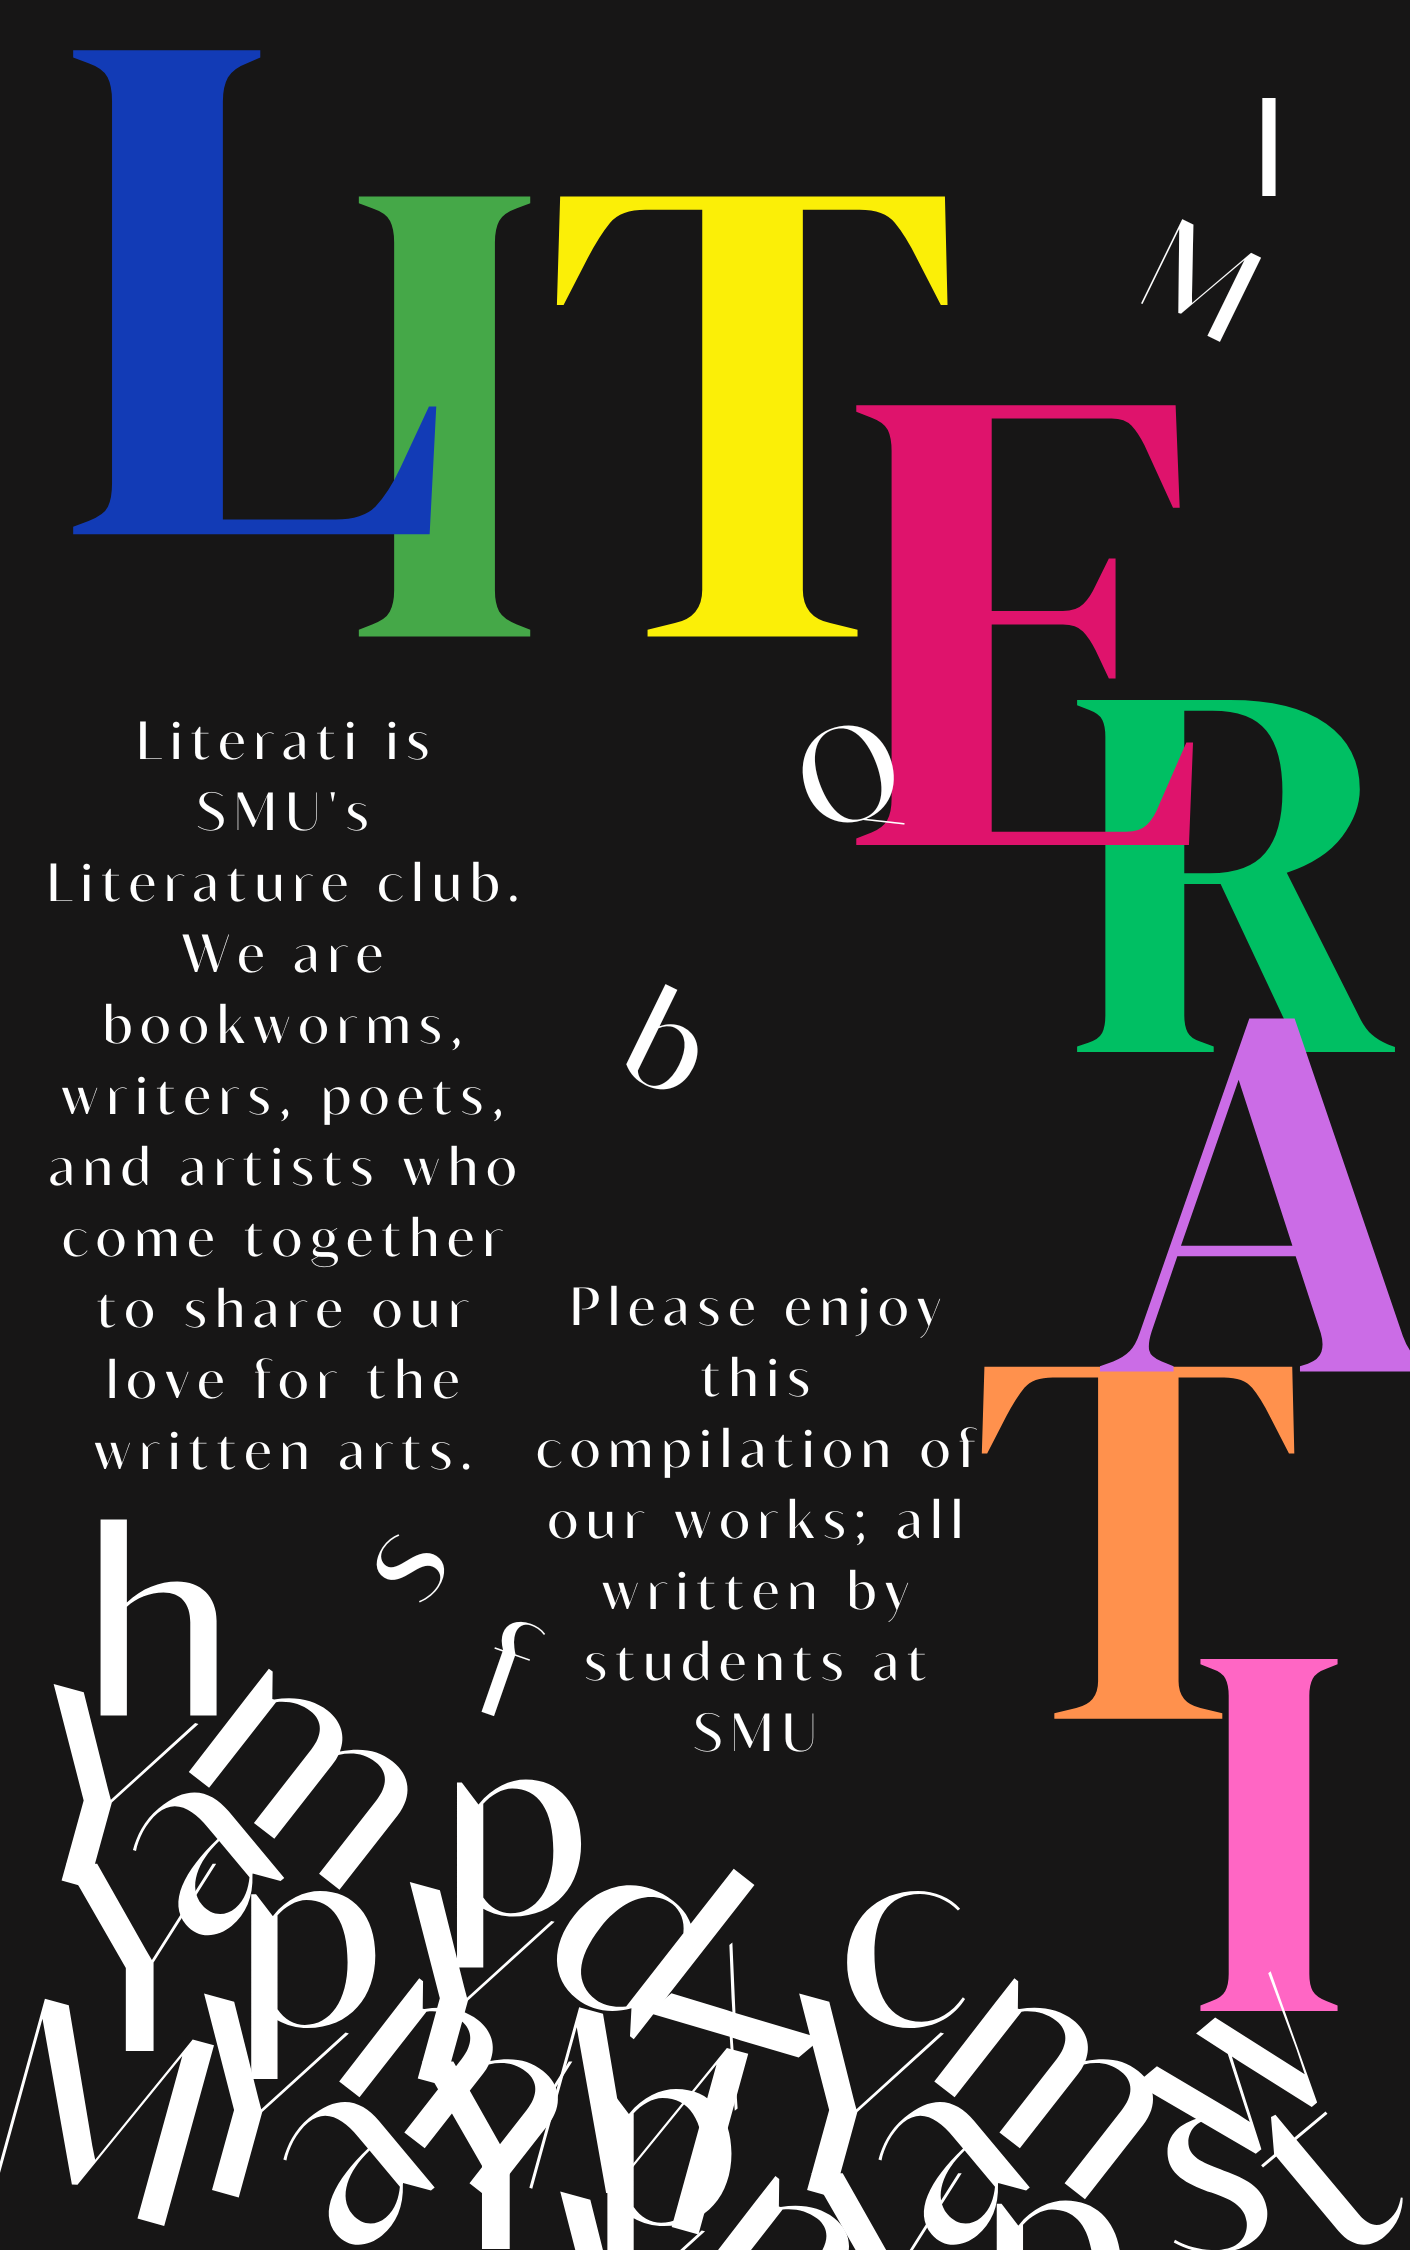 LITERATI
I
M
Literati is
SMU's
Literature club.
We are
bookworms,
writers, poets,
and artists who
come together
to share our
love for the
written arts.
Q
b
Please enjoy
this
compilation of
our works; all
written by
students at
SMU
h
s
f
Y
m
a
p
Y
p
Y
d
c
M
Y
m
a
Y
p
Y
m
a
w
s
t